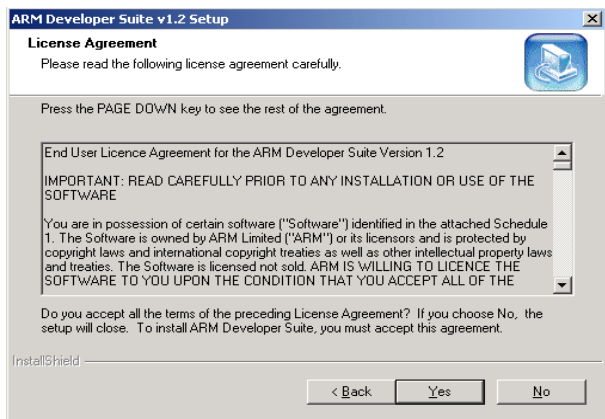 ARM Developer Suite v1.2 Setup
License Agreement
Please read the following license agreement carefully.
Press the PAGE DOWN key to see the rest of the agreement.
End User Licence Agreement for the ARM Developer Suite Version 1.2
IMPORTANT: READ CAREFULLY PRIOR TO ANY INSTALLATION OR USE OF THE
SOFTWARE
You are in possession of certain software ("Software") identified in the attached Schedule
1. The Software is owned by ARM Limited ("ARM") or its licensors and is protected by
copyright laws and international copyright treaties as well as other intellectual property laws
and treaties. The Software is licensed not sold. ARM IS WILLING TO LICENCE THE
SOFTWARE TO YOU UPON THE CONDITION THAT YOU ACCEPT ALL OF THE
Do you accept all the terms of the preceding License Agreement? If you choose No, the
setup will close. To install ARM Developer Suite, you must accept this agreement.
InstallShield
< Back Yes No